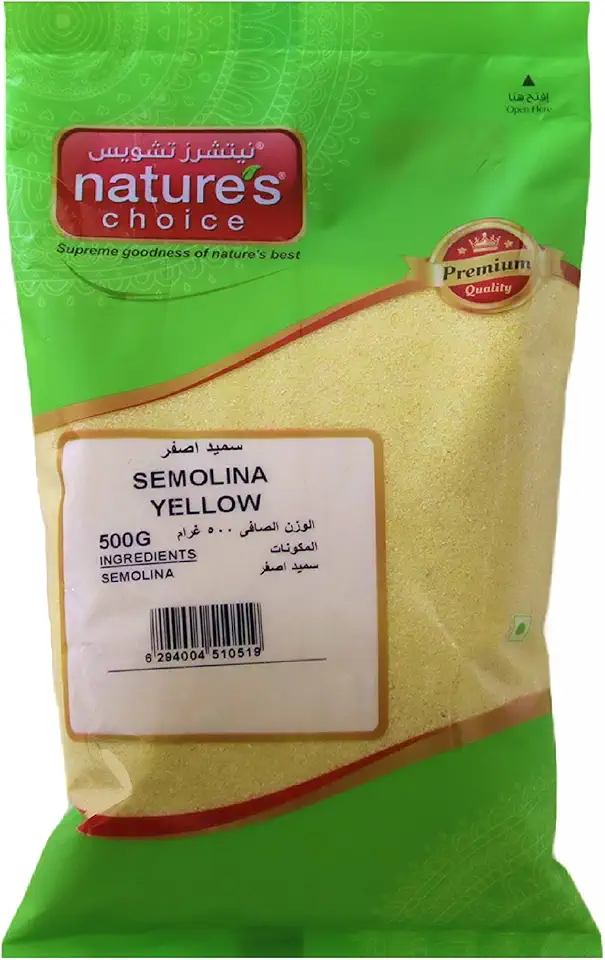 إفتح هنا
Open Here
نيتشرز تشويس®
nature's®
choice
Supreme goodness of nature's best
Premium
Quality
سميد اصفر
SEMOLINA
YELLOW
500G الوزن الصافى ٥٠٠ غرام
INGREDIENTS المكونات
SEMOLINA سميد اصفر
6 294004 510519